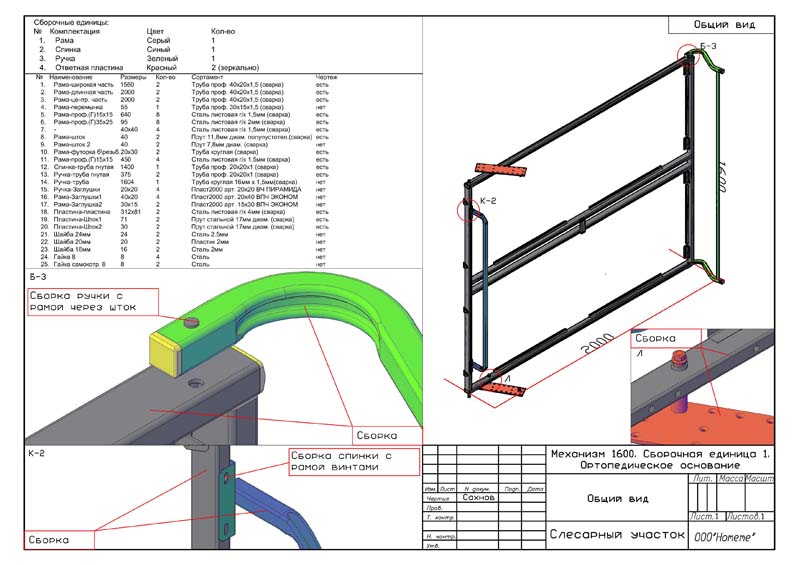 Сборочные единицы:
№ Комплектация Цвет Кол-во
1. Рама Серый 1
2. Спинка Синый 1
3. Ручка Зеленый 1
4. Ответная пластина Красный 2 (зеркально)
№ Наименование Размеры Кол-во Сортамент Чертеж
1. Рама-широкая часть 1560 2 Труба проф. 40х20х1,5 (сварка) есть
2. Рама-длинная часть 2000 2 Труба проф. 40х20х1,5 (сварка) есть
3. Рама-центр. часть 2000 2 Труба проф. 40х20х1,5 (сварка) есть
4. Рама-перемычка 55 1 Труба проф. 30х15х1,5 (сварка) нет
5. Рама-проф.(Г)15х15 640 8 Сталь листовая г/к 1,5мм (сварка) есть
6. Рама-проф.(Г)35х25 95 8 Сталь листовая г/к 2мм (сварка) есть
7. - 40х40 4 Сталь листовая г/к 1,5мм (сварка) есть
8. Рама-шток 40 2 Прут 11,8мм диам. полупустотел.(сварка) есть
9. Рама-шток 2 40 2 Прут 7,8мм диам. (сварка) есть
10. Рама-футорка б/резьб. 20х30 2 Труба круглая (сварка) есть
11. Рама-проф.(Г)15х15 450 4 Сталь листовая г/к 1.5мм (сварка) есть
12. Спинка-труба гнутая 1400 1 Труба проф. 20х20х1 (сварка) есть
13. Ручка-труба гнутая 375 2 Труба проф. 20х20х1 (сварка) есть
14. Ручка-труба 1604 1 Труба круглая 16мм х 1,5мм(сварка) нет
15. Ручка-Заглушки 20х20 4 Пласт2000 арт. 20х20 ВЧ ПИРАМИДА нет
16. Рама-Заглушки1 40х20 4 Пласт2000 арт. 20х40 ВПЧ ЭКОНОМ нет
17. Рама-Заглушка2 30х15 2 Пласт2000 арт. 15х30 ВПЧ ЭКОНОМ нет
18. Пластина-пластина 312х81 2 Сталь листовая г/к 4мм (сварка) есть
19. Пластина-Шток1 71 2 Прут стальной 17мм диам. (сварка) есть
20. Пластина-Шток2 30 2 Прут стальной 17мм диам. (сварка) есть
21. Шайба 24мм 24 2 Сталь 2.5мм нет
22. Шайба 20мм 20 2 Пластик 2мм нет
23. Шайба 16мм 16 2 Сталь 2мм нет
24. Гайка 8 8 4 Сталь нет
25. Гайка самокотр. 8 8 2 Сталь нет
Общий вид
Б-3
1600
К-2
2000
Л
Б-3
Сборка ручки с
рамой через шток
Сборка
Сборка
Л
К-2
Сборка спинки с
рамой винтами
Сборка
Механизм 1600. Сборочная единица 1.
Ортопедическое основание
Изм. Лист N докум. Подп. Дата
Чертил Сахнов
Пров.
Т. контр.
Н. контр.
Утв.
Общий вид
Лит. Масса Масшт
Лист.1 Листов.1
Слесарный участок
ООО"Homeme"